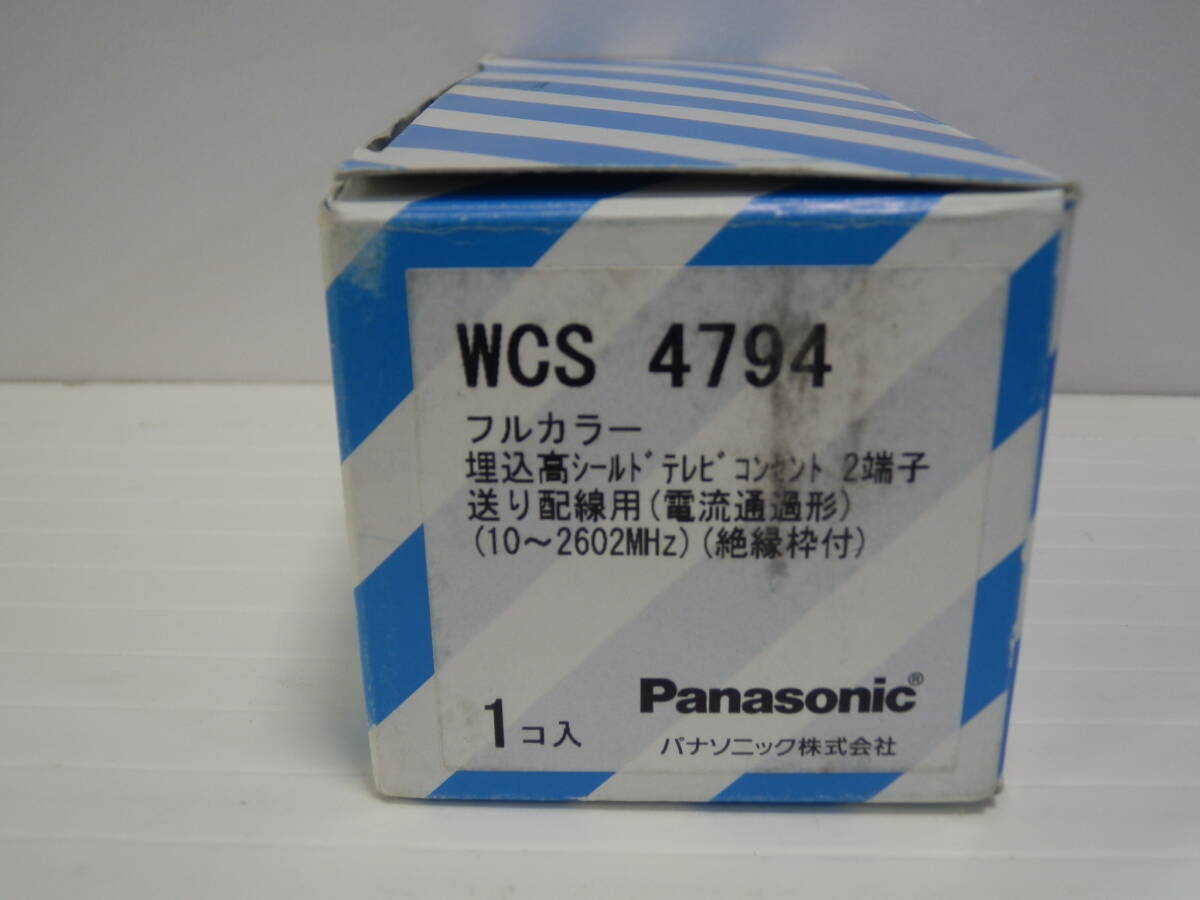 WCS 4794
フルカラー
埋込高ｼｰﾙﾄﾞﾃﾚﾋﾞｺﾝｾﾝﾄ 2端子
送り配線用(電流通過形)
(10～2602MHz)(絶縁枠付)
1コ入
Panasonic®
パナソニック株式会社